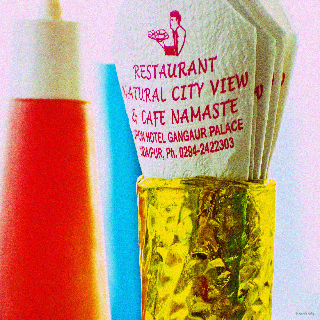 RESTAURANT
NATURAL CITY VIEW
& CAFE NAMASTE
HOTEL GANGAUR PALACE
Ph. 0294-2422303